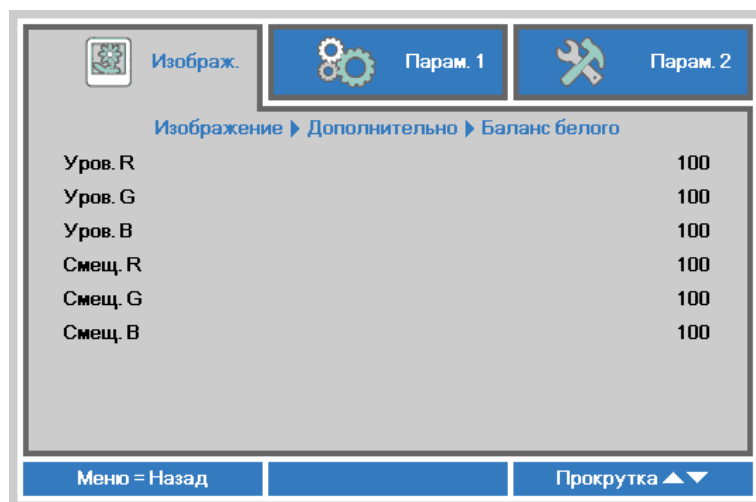 Изображ. Парам. 1 Парам. 2
Изображение ▶ Дополнительно ▶ Баланс белого
Уров. R 100
Уров. G 100
Уров. B 100
Смещ. R 100
Смещ. G 100
Смещ. B 100
Меню = Назад Прокрутка ▲▼